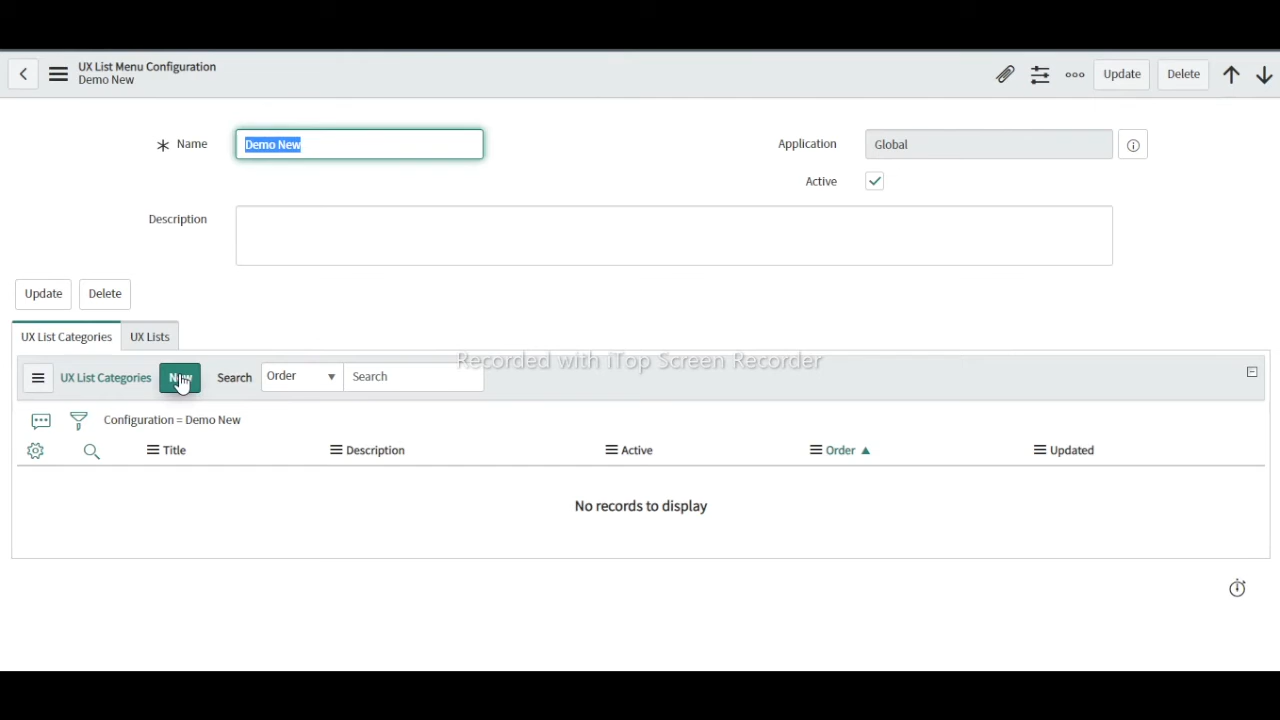 UX List Menu Configuration
Demo New
Update
Delete
Name
Demo New
Application
Global
Active
Description
Update
Delete
UX List Categories
UX Lists
Recorded with iTop Screen Recorder
UX List Categories
Search
Order
Search
Configuration = Demo New
Title
Description
Active
Order
Updated
No records to display